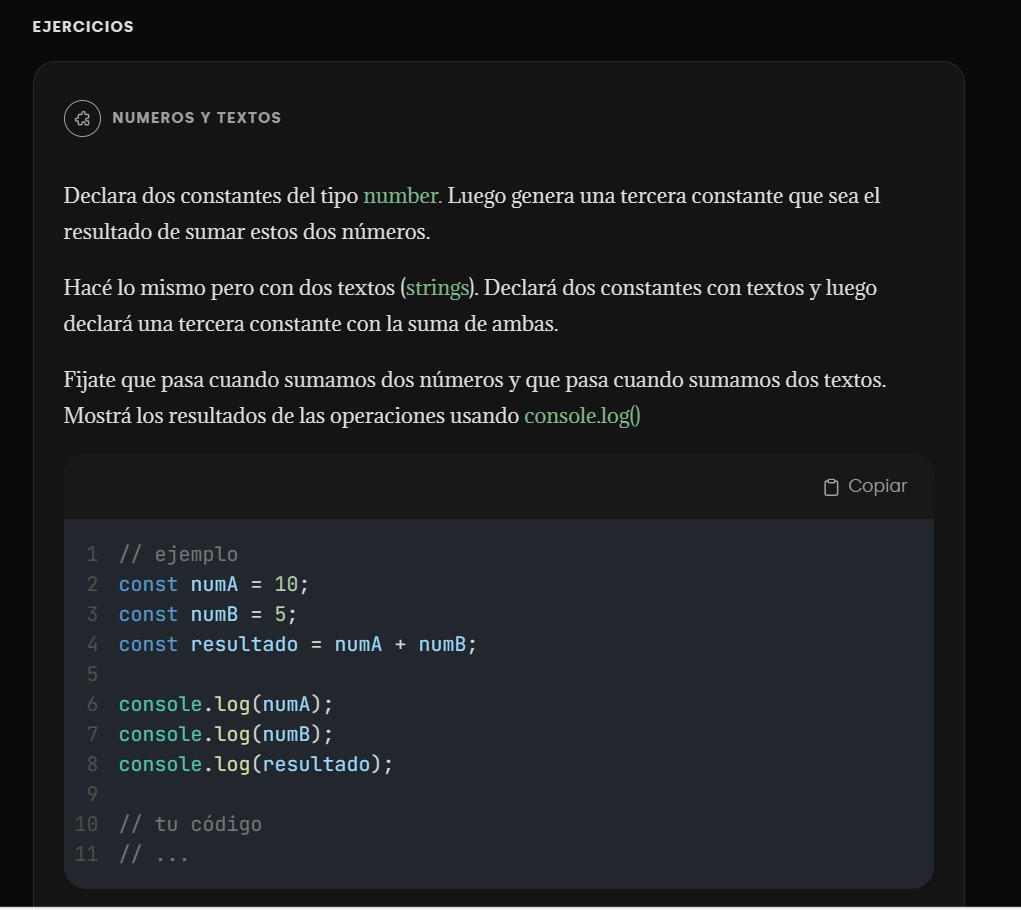 EJERCICIOS
NUMEROS Y TEXTOS
Declara dos constantes del tipo number. Luego genera una tercera constante que sea el
resultado de sumar estos dos números.
Hacé lo mismo pero con dos textos (strings). Declará dos constantes con textos y luego
declará una tercera constante con la suma de ambas.
Fijate que pasa cuando sumamos dos números y que pasa cuando sumamos dos textos.
Mostrá los resultados de las operaciones usando console.log()
Copiar
1 // ejemplo
2 const numA = 10;
3 const numB = 5;
4 const resultado = numA + numB;
5
6 console.log(numA);
7 console.log(numB);
8 console.log(resultado);
9
10 // tu código
11 // ...